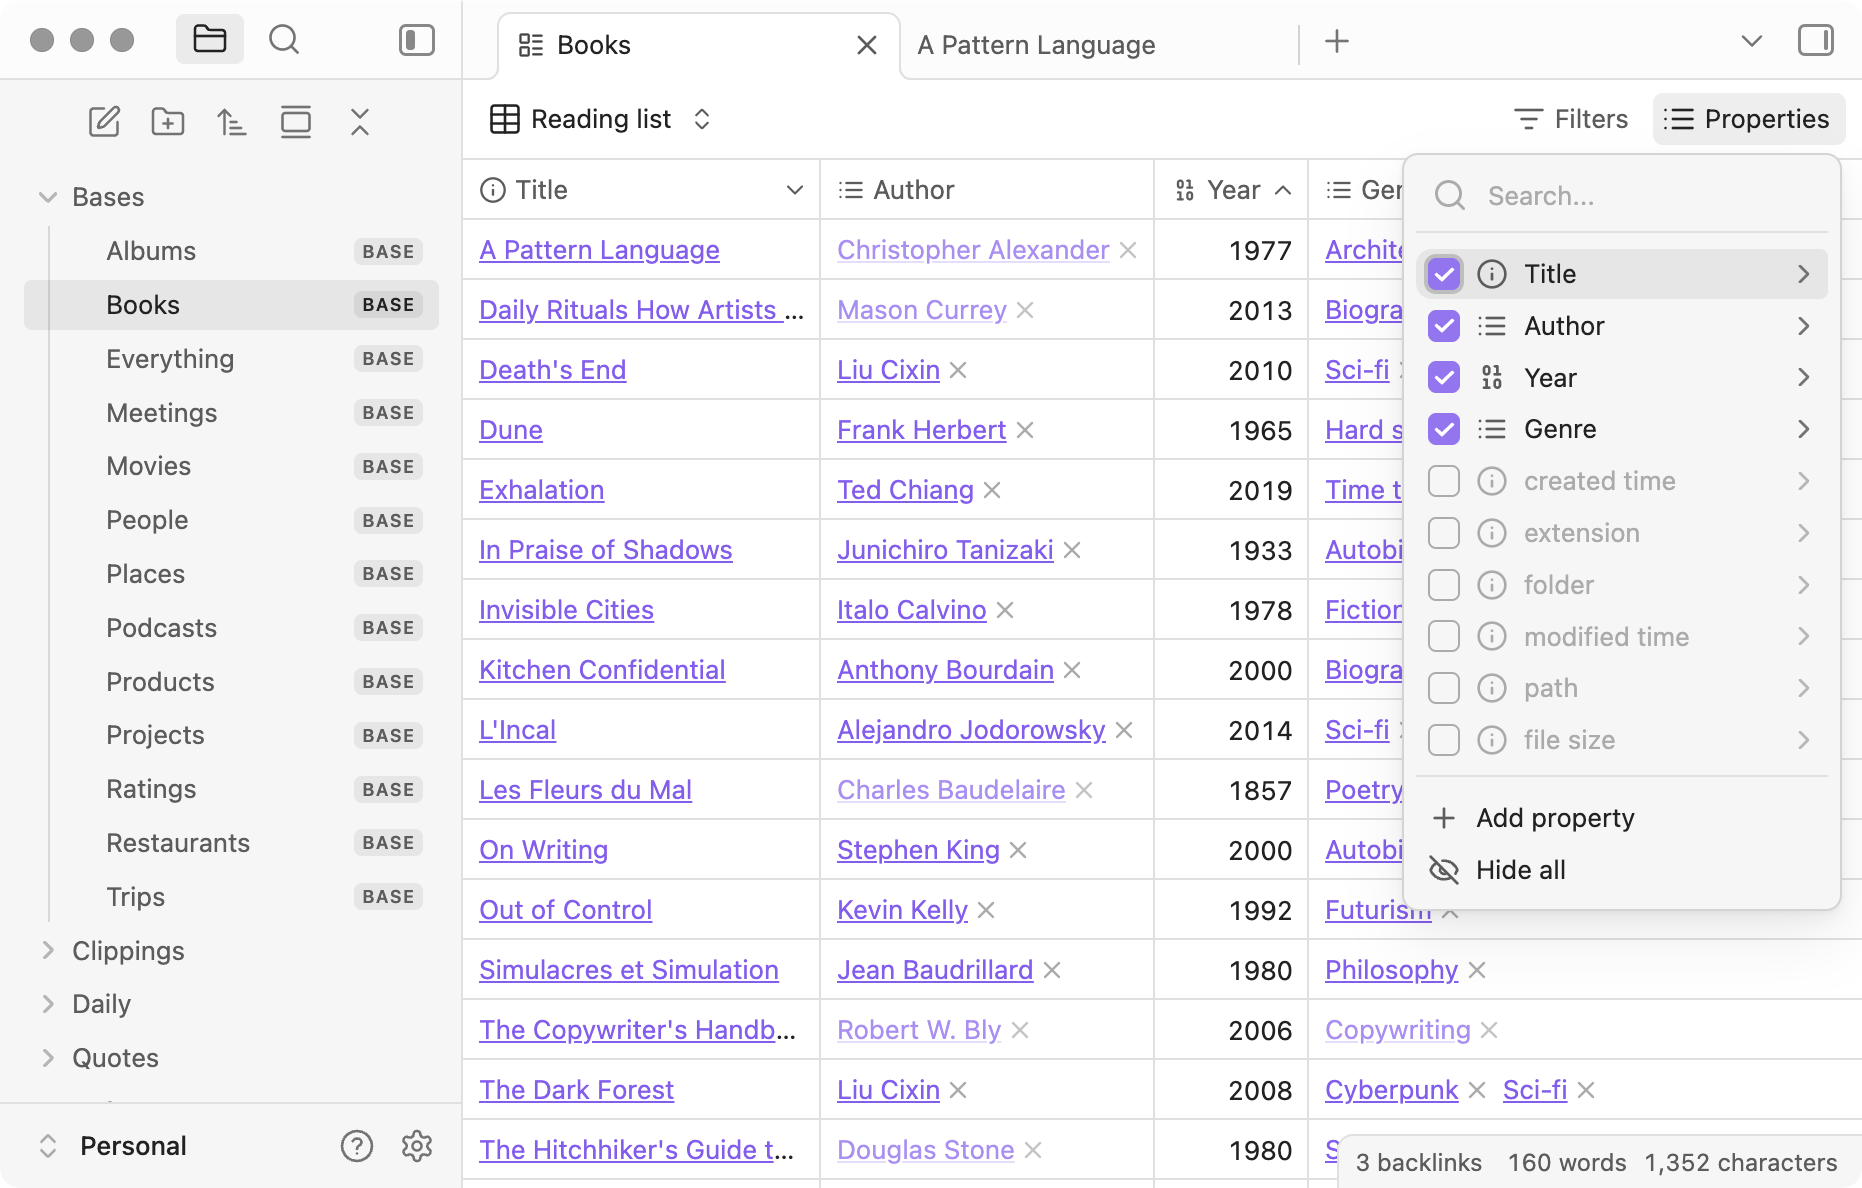 Books
A Pattern Language
Reading list
Filters
Properties
Bases
Albums BASE
Books BASE
Everything BASE
Meetings BASE
Movies BASE
People BASE
Places BASE
Podcasts BASE
Products BASE
Projects BASE
Ratings BASE
Restaurants BASE
Trips BASE
Clippings
Daily
Quotes
Personal
Title Author Year
A Pattern Language Christopher Alexander 1977
Daily Rituals How Artists ... Mason Currey 2013
Death's End Liu Cixin 2010 Sci-fi
Dune Frank Herbert 1965 Hard
Exhalation Ted Chiang 2019 Time
In Praise of Shadows Junichiro Tanizaki 1933
Invisible Cities Italo Calvino 1978 Fiction
Kitchen Confidential Anthony Bourdain 2000
L'Incal Alejandro Jodorowsky 2014 Sci-fi
Les Fleurs du Mal Charles Baudelaire 1857 Poetry
On Writing Stephen King 2000
Out of Control Kevin Kelly 1992 Futurism
Simulacres et Simulation Jean Baudrillard 1980 Philosophy
The Copywriter's Handb... Robert W. Bly 2006 Copywriting
The Dark Forest Liu Cixin 2008 Cyberpunk Sci-fi
The Hitchhiker's Guide t... Douglas Stone 1980
Search...
Title
Author
Year
Genre
created time
extension
folder
modified time
path
file size
Add property
Hide all
3 backlinks 160 words 1,352 characters